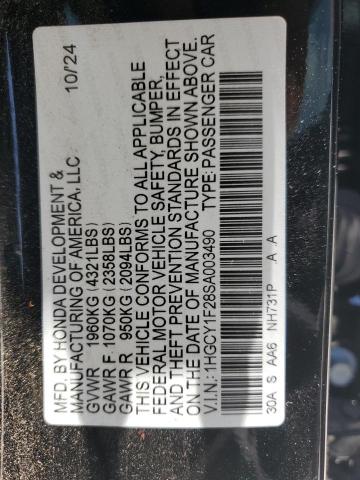 MFD. BY HONDA DEVELOPMENT & 10/'24
MANUFACTURING OF AMERICA, LLC
GVWR 1960KG (4321LBS)
GAWR F 1070KG (2358LBS)
GAWR R 950KG (2094LBS)
THIS VEHICLE CONFORMS TO ALL APPLICABLE
FEDERAL MOTOR VEHICLE SAFETY, BUMPER,
AND THEFT PREVENTION STANDARDS IN EFFECT
ON THE DATE OF MANUFACTURE SHOWN ABOVE.
V.I.N.: 1HGCY1F28SA003490 TYPE: PASSENGER CAR
30A S AA6 NH731P A A